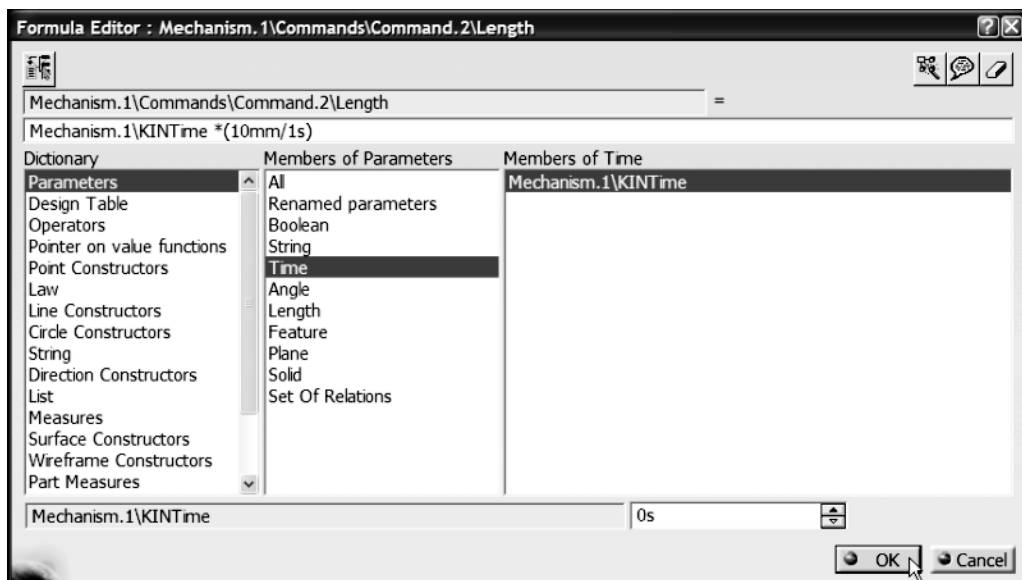 Formula Editor : Mechanism.1\Commands\Command.2\Length
Mechanism.1\Commands\Command.2\Length =
Mechanism.1\KINTime *(10mm/1s)
Dictionary
Parameters
Design Table
Operators
Pointer on value functions
Point Constructors
Law
Line Constructors
Circle Constructors
String
Direction Constructors
List
Measures
Surface Constructors
Wireframe Constructors
Part Measures
Members of Parameters
All
Renamed parameters
Boolean
String
Time
Angle
Length
Feature
Plane
Solid
Set Of Relations
Members of Time
Mechanism.1\KINTime
Mechanism.1\KINTime
0s
OK
Cancel